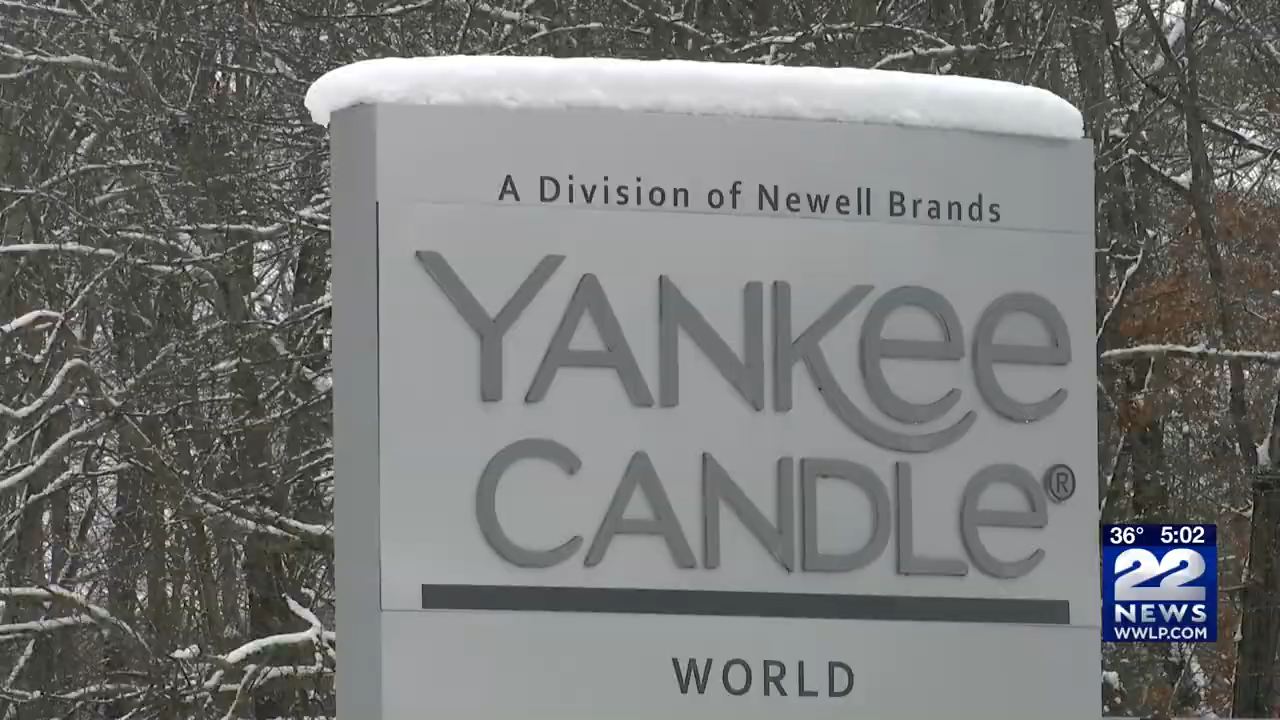 A Division of Newell Brands
YANKee
CANDLe®
WORLD
36° 5:02
22
NEWS
WWLP.COM